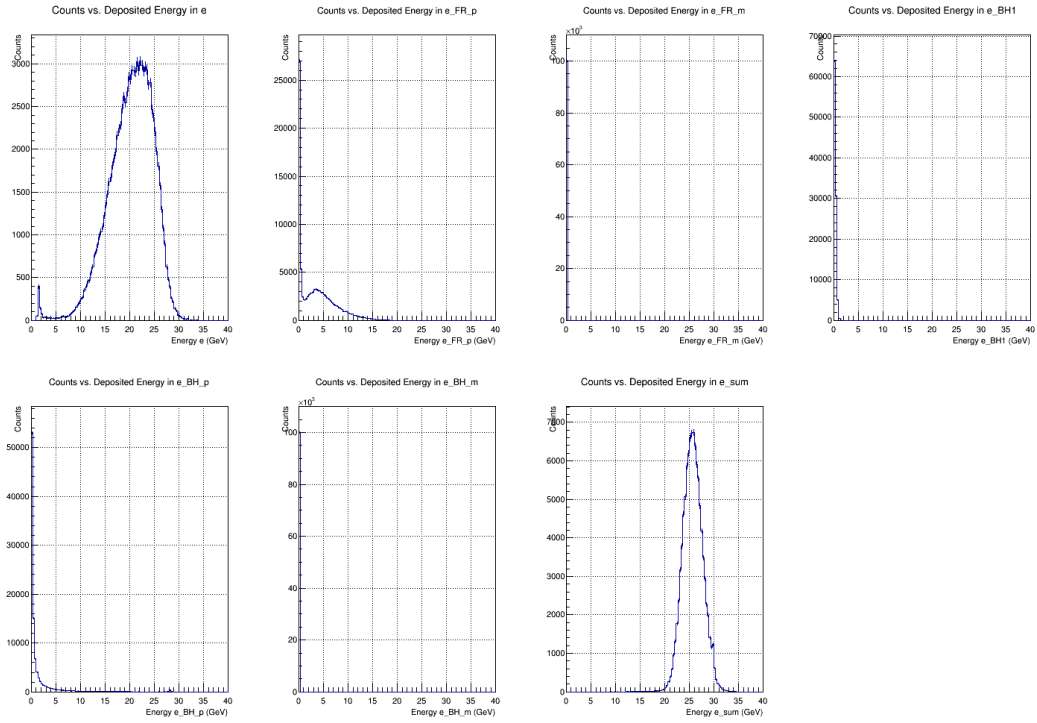 Counts vs. Deposited Energy in e
Counts
3000
2500
2000
1500
1000
500
0
0 5 10 15 20 25 30 35 40
Energy e (GeV)
Counts vs. Deposited Energy in e_FR_p
Counts
25000
20000
15000
10000
5000
0
0 5 10 15 20 25 30 35 40
Energy e_FR_p (GeV)
Counts vs. Deposited Energy in e_FR_m
×10³
Counts
100
80
60
40
20
0
0 5 10 15 20 25 30 35 40
Energy e_FR_m (GeV)
Counts vs. Deposited Energy in e_BH1
Counts
70000
60000
50000
40000
30000
20000
10000
0
0 5 10 15 20 25 30 35 40
Energy e_BH1 (GeV)
Counts vs. Deposited Energy in e_BH_p
Counts
50000
40000
30000
20000
10000
0
0 5 10 15 20 25 30 35 40
Energy e_BH_p (GeV)
Counts vs. Deposited Energy in e_BH_m
Counts
100
80
60
40
20
0
0 5 10 15 20 25 30 35 40
Energy e_BH_m (GeV)
Counts vs. Deposited Energy in e_sum
Counts
7000
6000
5000
4000
3000
2000
1000
0
0 5 10 15 20 25 30 35 40
Energy e_sum (GeV)